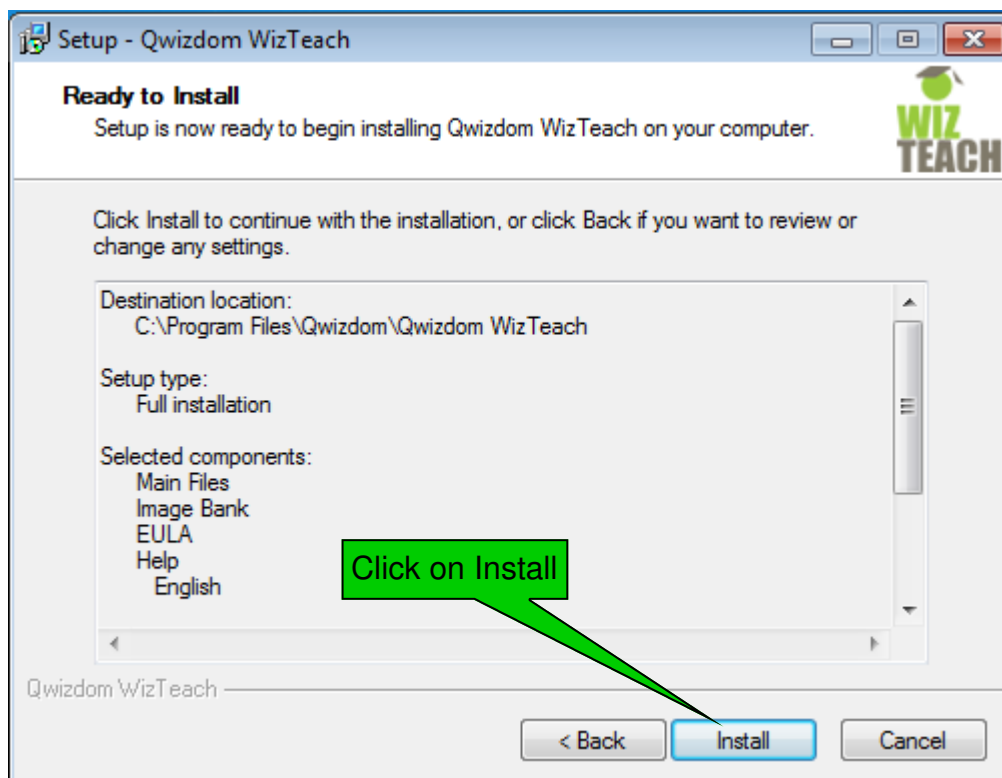 Setup - Qwizdom WizTeach
Ready to Install
Setup is now ready to begin installing Qwizdom WizTeach on your computer.
WIZ
TEACH
Click Install to continue with the installation, or click Back if you want to review or
change any settings.
Destination location:
C:\Program Files\Qwizdom\Qwizdom WizTeach
Setup type:
Full installation
Selected components:
Main Files
Image Bank
EULA
Help
English
Click on Install
Qwizdom WizTeach
< Back
Install
Cancel